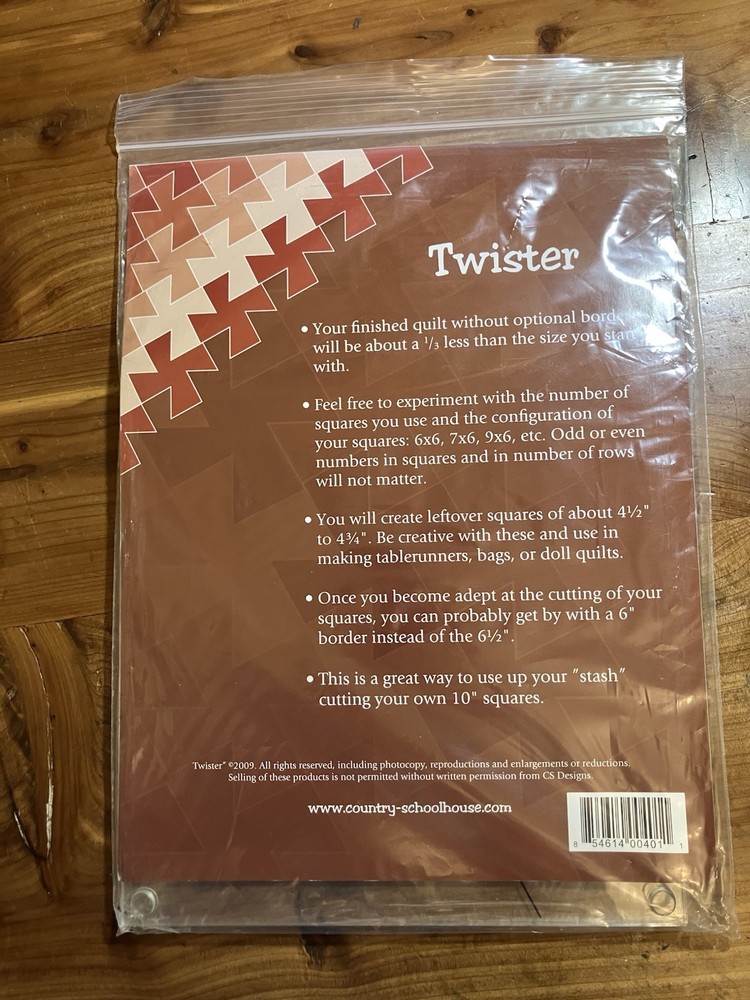 Twister
• Your finished quilt without optional
will be about a 1/3 less than the size you
with.
• Feel free to experiment with the number of
squares you use and the configuration of
your squares: 6x6, 7x6, 9x6, etc. Odd or even
numbers in squares and in number of rows
will not matter.
• You will create leftover squares of about 4½"
to 4¾". Be creative with these and use in
making tablerunners, bags, or doll quilts.
• Once you become adept at the cutting of your
squares, you can probably get by with a 6"
border instead of the 6½".
• This is a great way to use up your "stash"
cutting your own 10" squares.
Twister" ©2009. All rights reserved, including photocopy, reproductions and enlargements or reductions.
Selling of these products is not permitted without written permission from CS Designs.
www.country-schoolhouse.com
8 54614 00401 1